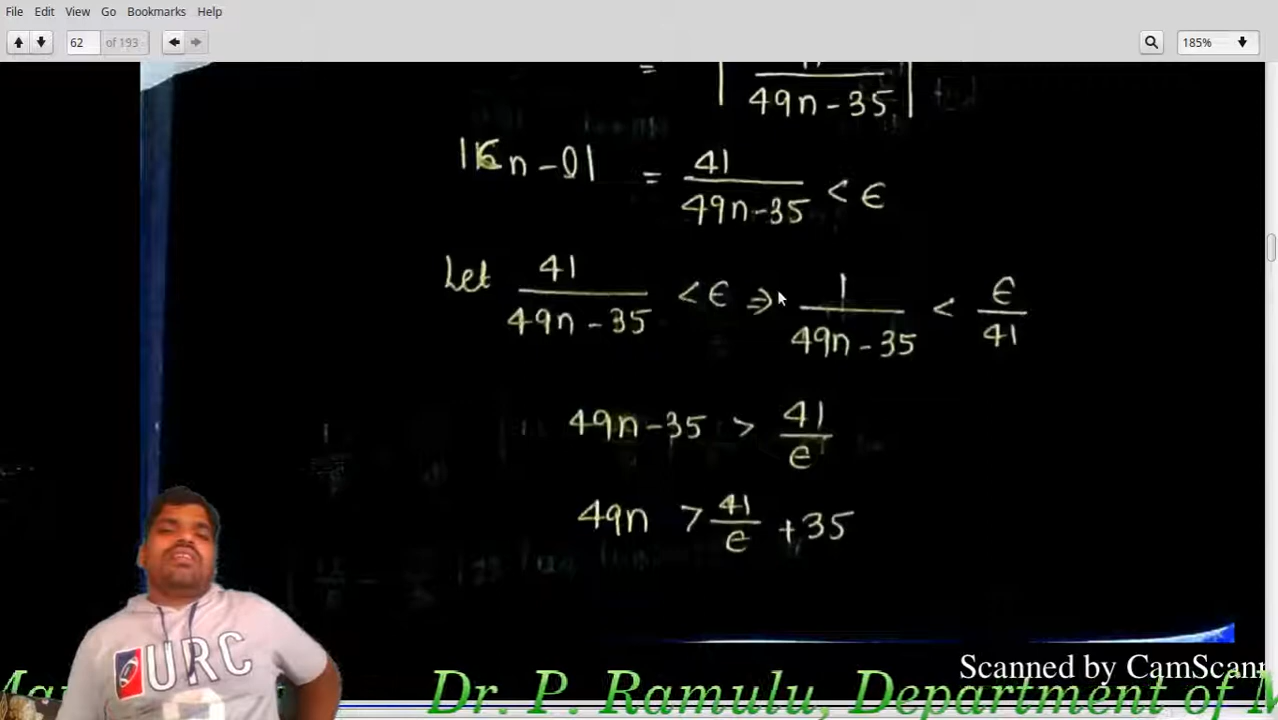 File Edit View Go Bookmarks Help
62 of 193 185%
=
49n-35
|Sn-0| = 41/49n-35 < ϵ
Let 41/49n-35 < ϵ ⇒ 1/49n-35 < ϵ/41
49n-35 > 41/e
49n > 41/e +35
URC
Scanned by CamScann
Dr. P. Ramulu, Department of M